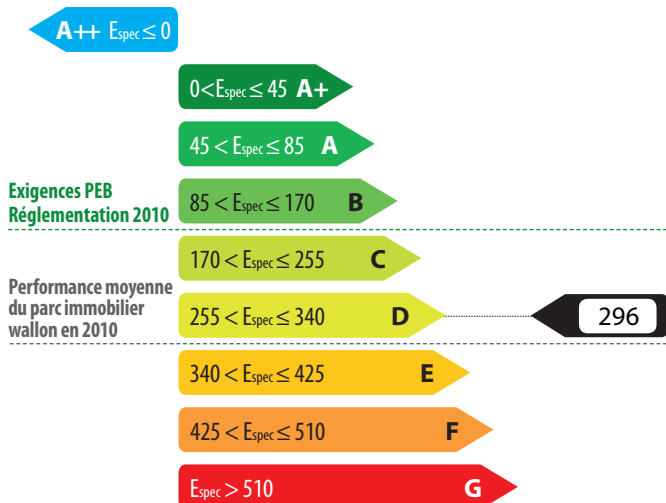 A++ Espec ≤ 0
0 < Espec ≤ 45 A+
45 < Espec ≤ 85 A
Exigences PEB
Réglementation 2010
85 < Espec ≤ 170 B
170 < Espec ≤ 255 C
Performance moyenne
du parc immobilier
wallon en 2010
255 < Espec ≤ 340 D
296
340 < Espec ≤ 425 E
425 < Espec ≤ 510 F
Espec > 510 G